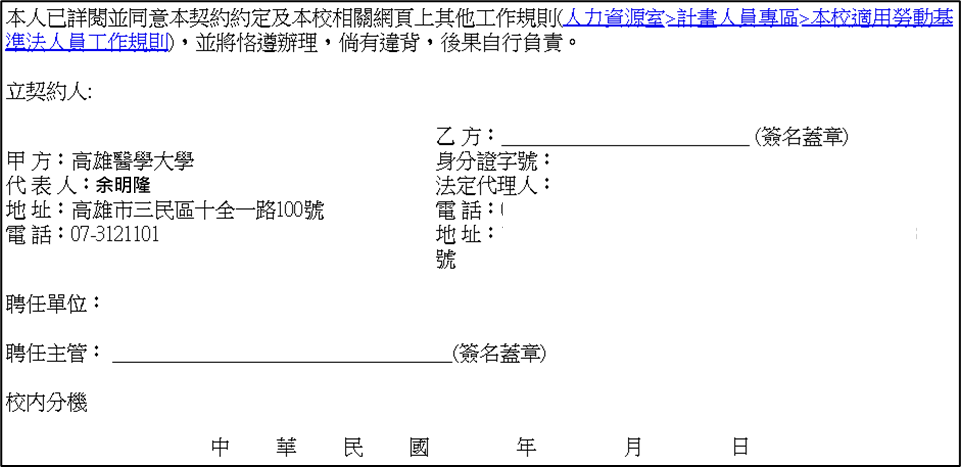 本人已詳閱並同意本契約約定及本校相關網頁上其他工作規則(人力資源室>計畫人員專區>本校適用勞動基
準法人員工作規則)，並將恪遵辦理，倘有違背，後果自行負責。
立契約人:
乙 方：________________________ (簽名蓋章)
甲 方：高雄醫學大學 身分證字號：
代 表 人：余明隆 法定代理人：
地 址：高雄市三民區十全一路100號 電 話：
電 話：07-3121101 地 址：
號
聘任單位：
聘任主管： __________________________________(簽名蓋章)
校內分機
中 華 民 國 年 月 日